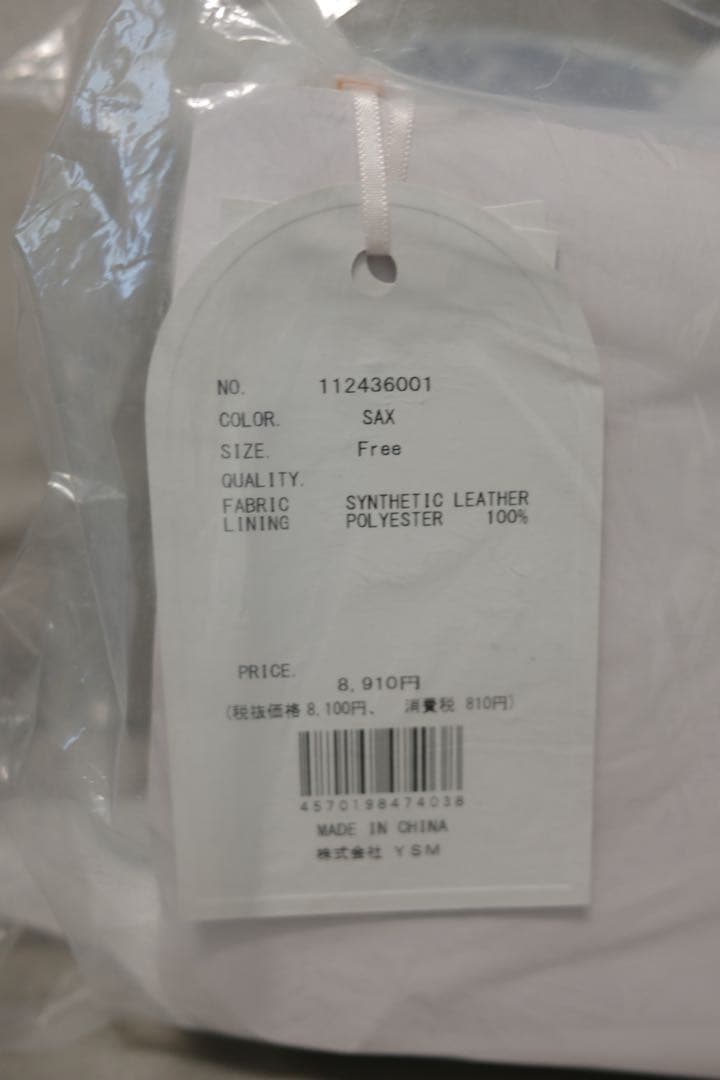 NO. 112436001
COLOR. SAX
SIZE. Free
QUALITY.
FABRIC SYNTHETIC LEATHER
LINING POLYESTER 100%
PRICE.
8,910円
(税抜価格 8,100円、 消費税 810円)
4570198474038
MADE IN CHINA
株式会社 YSM